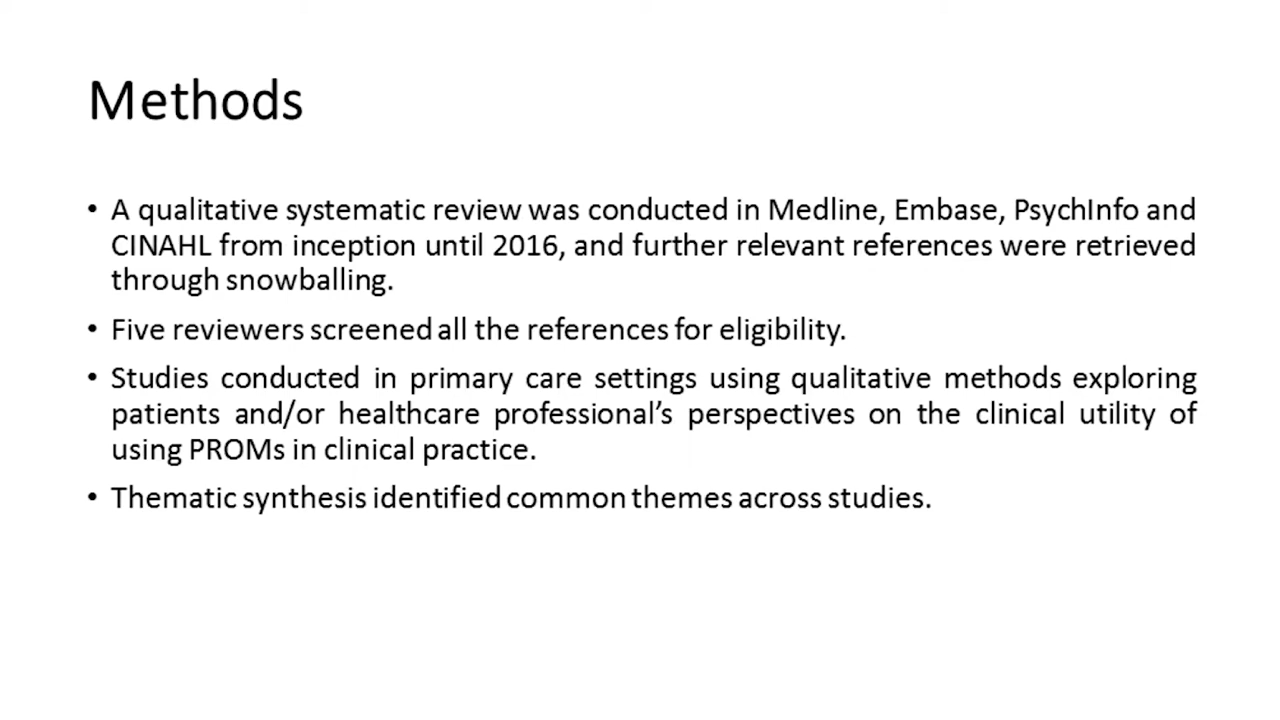 Methods
• A qualitative systematic review was conducted in Medline, Embase, PsychInfo and
CINAHL from inception until 2016, and further relevant references were retrieved
through snowballing.
• Five reviewers screened all the references for eligibility.
• Studies conducted in primary care settings using qualitative methods exploring
patients and/or healthcare professional’s perspectives on the clinical utility of
using PROMs in clinical practice.
• Thematic synthesis identified common themes across studies.